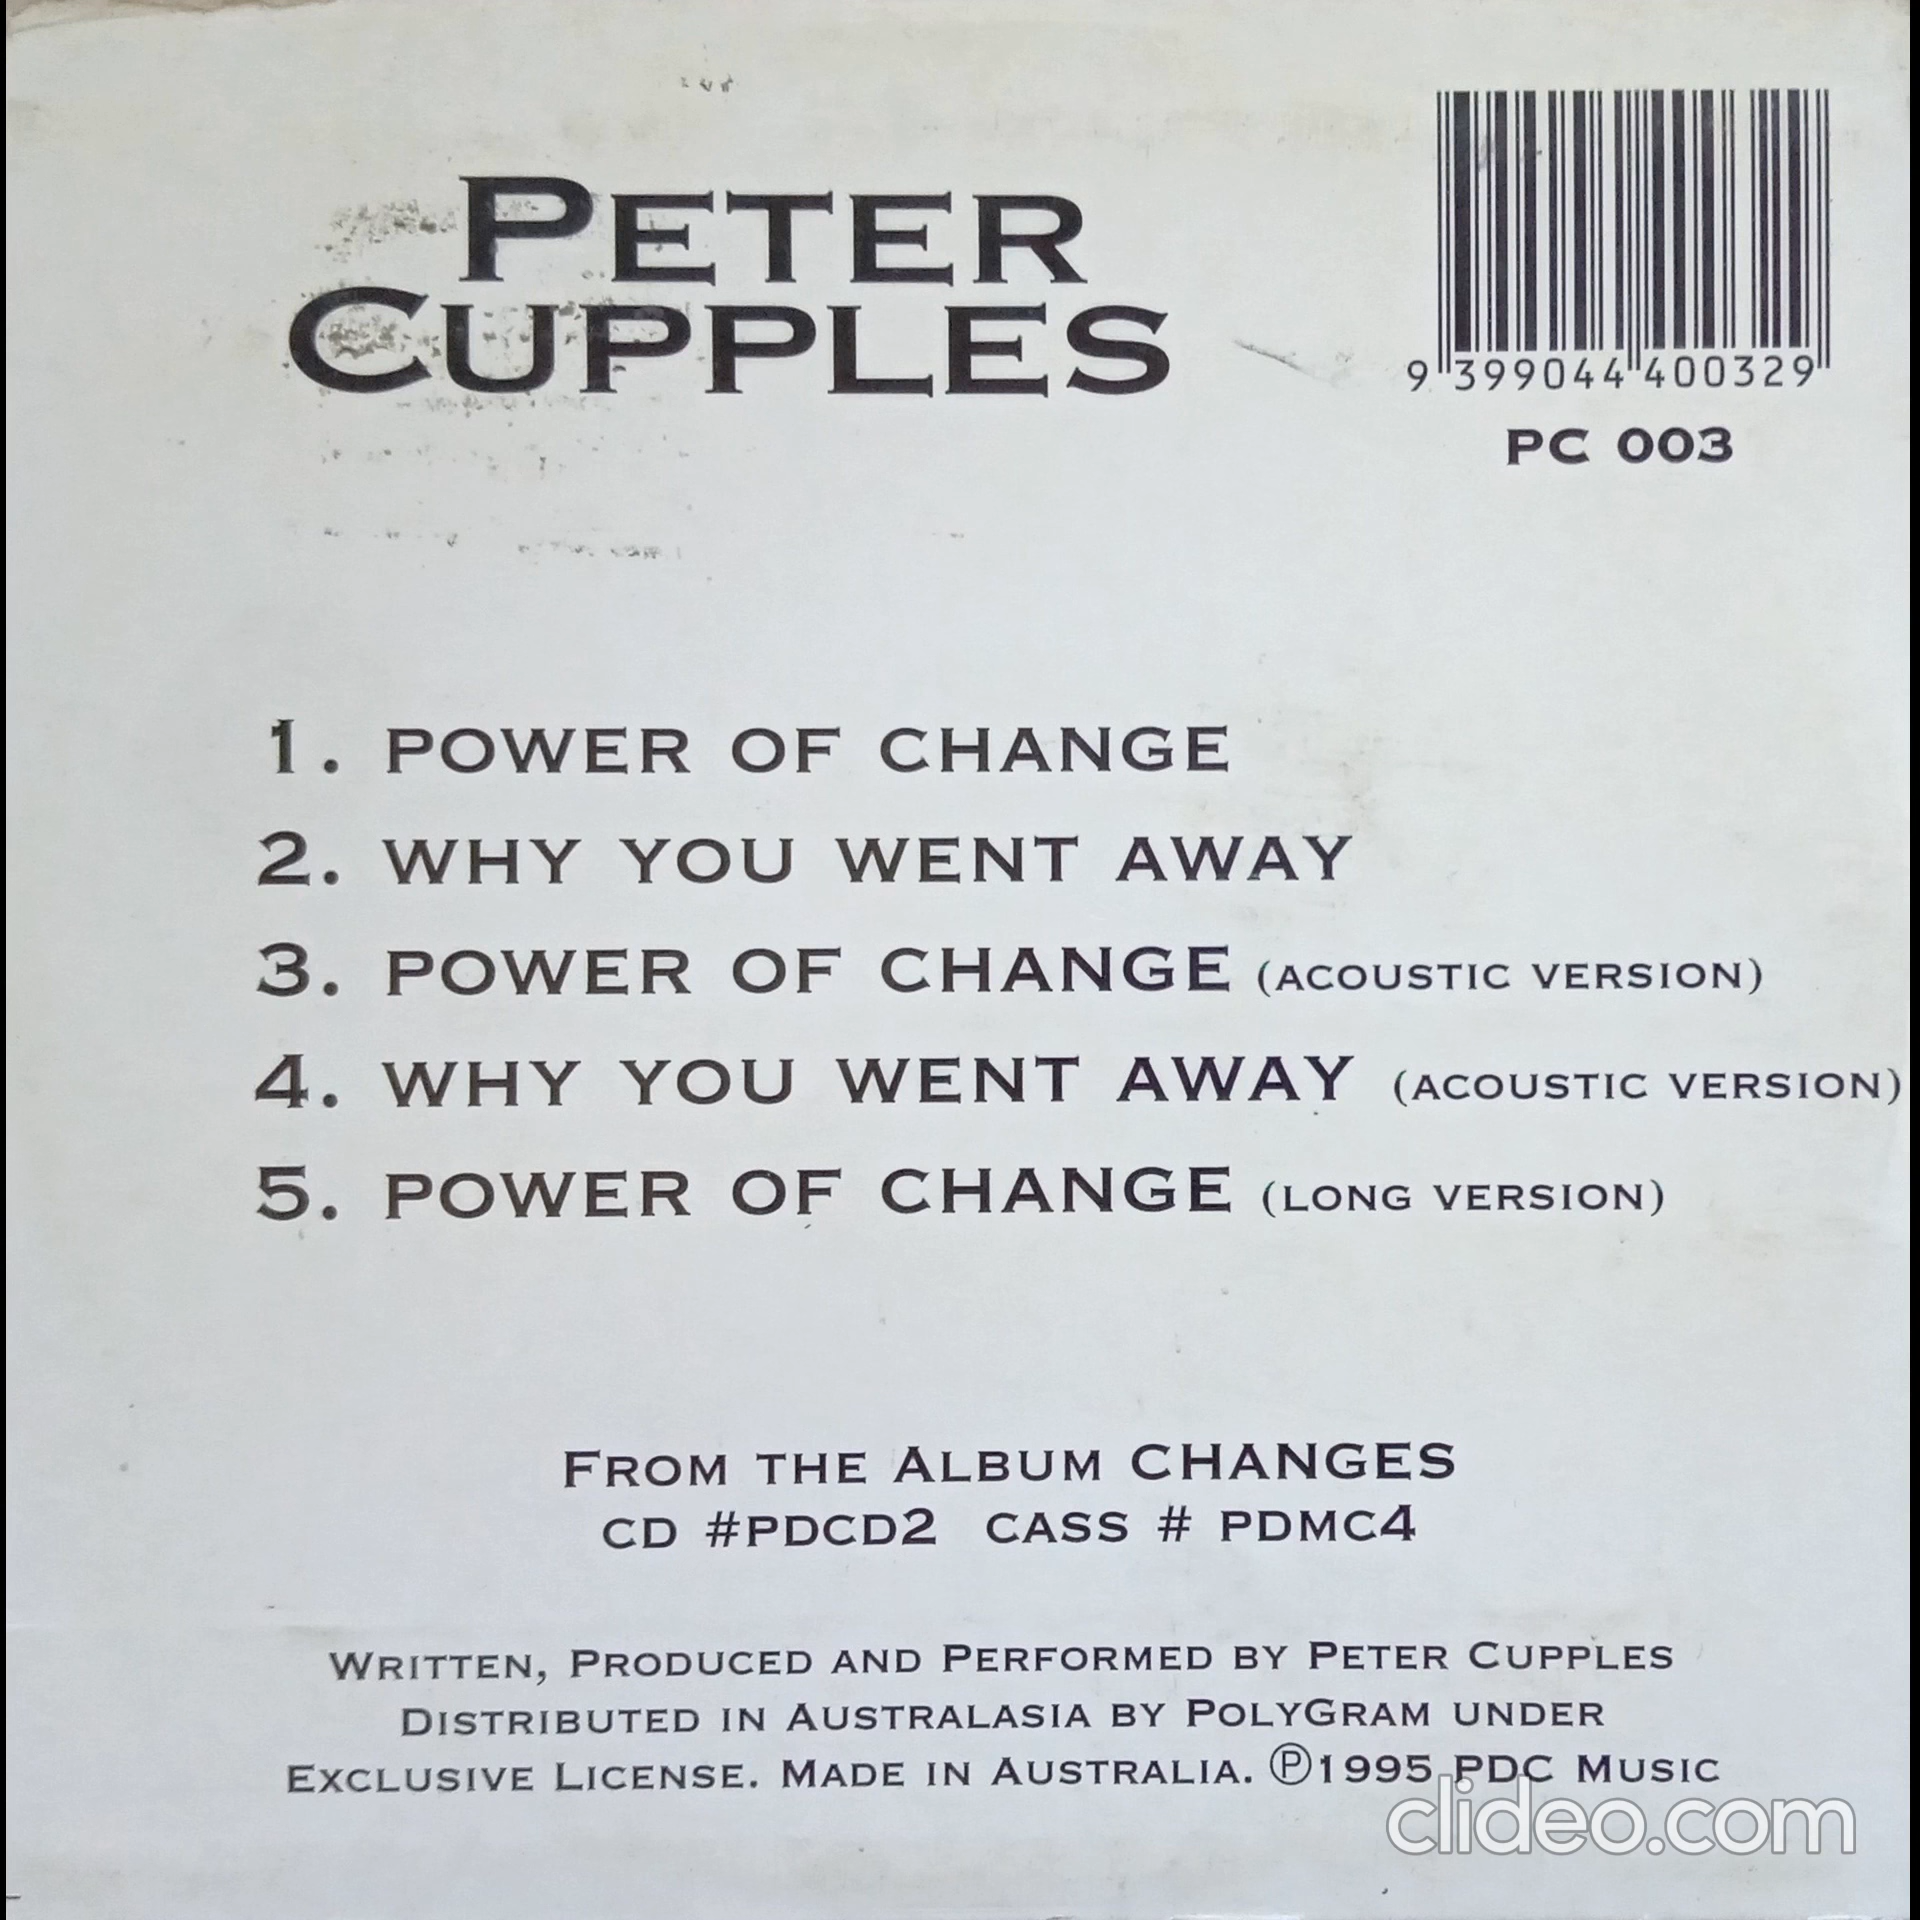 PETER
CUPPLES
9 399044 400329
PC 003
1. POWER OF CHANGE
2. WHY YOU WENT AWAY
3. POWER OF CHANGE (ACOUSTIC VERSION)
4. WHY YOU WENT AWAY (ACOUSTIC VERSION)
5. POWER OF CHANGE (LONG VERSION)
FROM THE ALBUM CHANGES
CD #PDCD2 CASS # PDMC4
WRITTEN, PRODUCED AND PERFORMED BY PETER CUPPLES
DISTRIBUTED IN AUSTRALASIA BY POLYGRAM UNDER
EXCLUSIVE LICENSE. MADE IN AUSTRALIA. ℗1995 PDC MUSIC
clideo.com